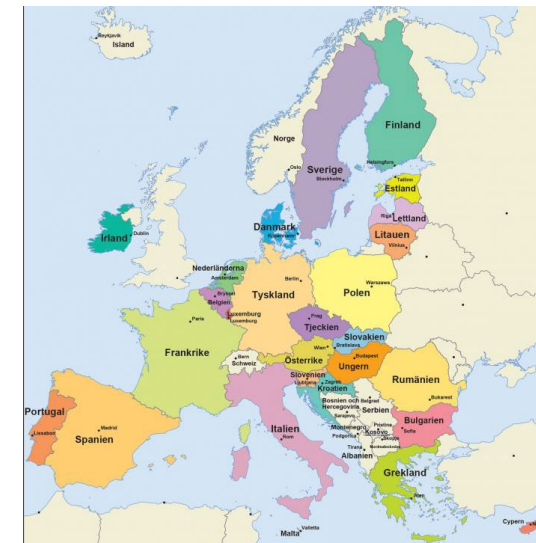 Reykjavik
Island
Finland
Norge
Sverige
Oslo
Stockholm
Helsingfors
Tallinn
Estland
Riga
Lettland
Litauen
Vilnius
Danmark
Köpenhamn
Irland
Dublin
Nederländerna
Amsterdam
Bryssel
Belgien
Luxemburg
Luxemburg
Berlin
Tyskland
Warszawa
Polen
Prag
Tjeckien
Slovakien
Bratislava
Paris
Frankrike
Bern
Schweiz
Wien
Österrike
Budapest
Ungern
Slovenien
Ljubljana
Zagreb
Kroatien
Rumänien
Bukarest
Bosnien och
Hercegovina
Sarajevo
Belgrad
Serbien
Montenegro
Podgorica
Pristina
Kosovo
Skopje
Bulgarien
Sofia
Tirana
Albanien
Portugal
Lissabon
Madrid
Spanien
Italien
Rom
Grekland
Aten
Malta
Valletta
Cypern